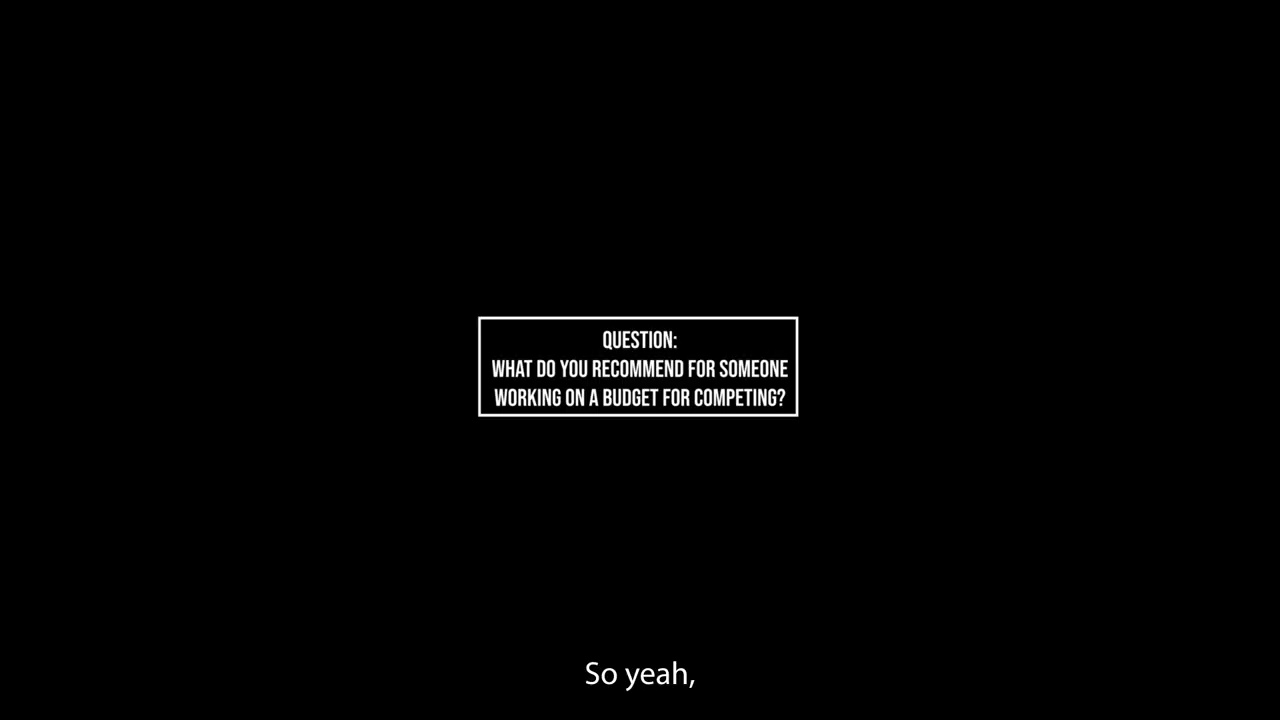 QUESTION:
WHAT DO YOU RECOMMEND FOR SOMEONE
WORKING ON A BUDGET FOR COMPETING?
So yeah,